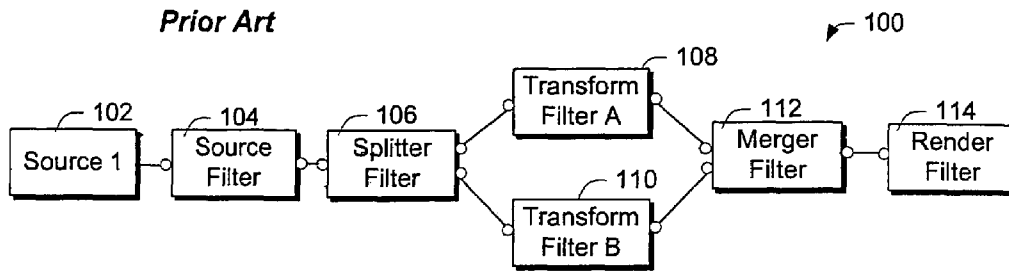 Prior Art
100
102
Source 1
104
Source
Filter
106
Splitter
Filter
108
Transform
Filter A
110
Transform
Filter B
112
Merger
Filter
114
Render
Filter